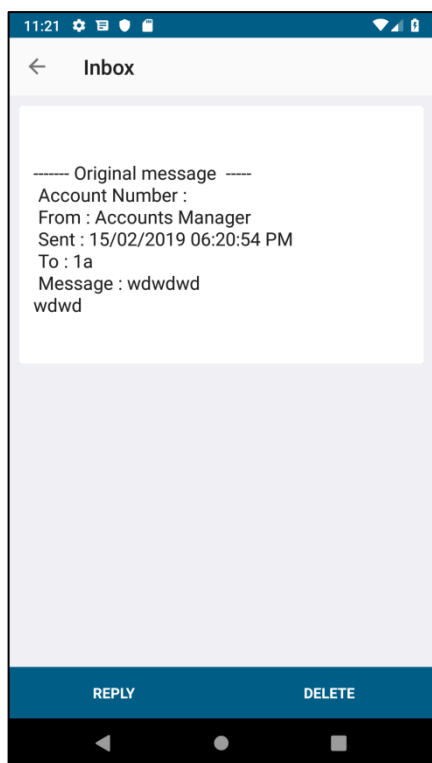 11:21
Inbox
------- Original message -----
Account Number :
From : Accounts Manager
Sent : 15/02/2019 06:20:54 PM
To : 1a
Message : wdwdwd
wdwd
REPLY DELETE